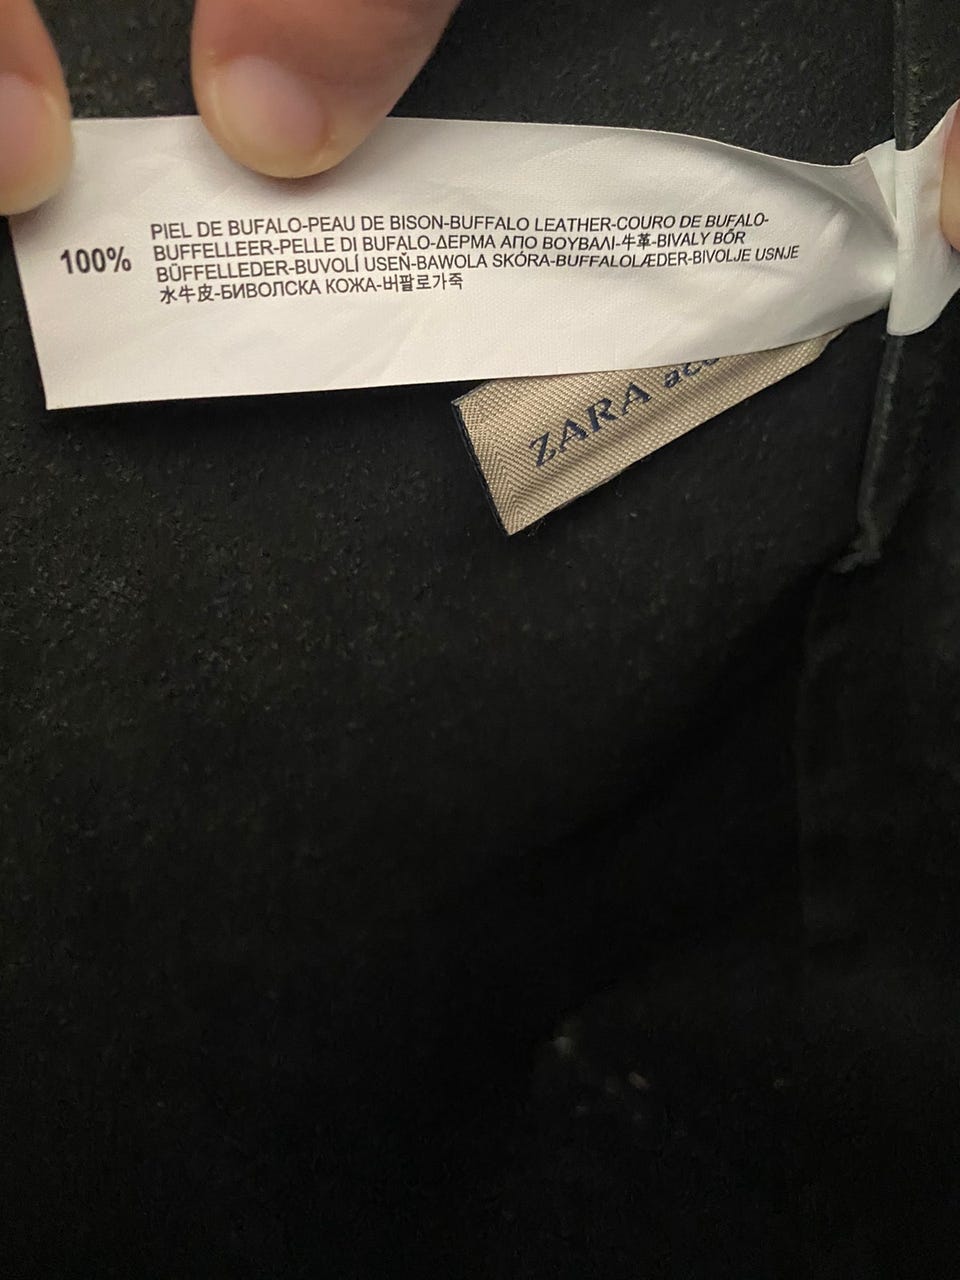 100%
PIEL DE BUFALO-PEAU DE BISON-BUFFALO LEATHER-COURO DE BUFALO-
BUFFELLEER-PELLE DI BUFALO-ΔΕΡΜΑ ΑΠΟ ΒΟΥΒΑΛΙ-牛革-BIVALY BŐR
BÜFFELLEDER-BUVOLÍ USEŇ-BAWOLA SKÓRA-BUFFALOLÆDER-BIVOLJE USNJE
水牛皮-БИВОЛСКА КОЖА-버팔로가죽
ZARA